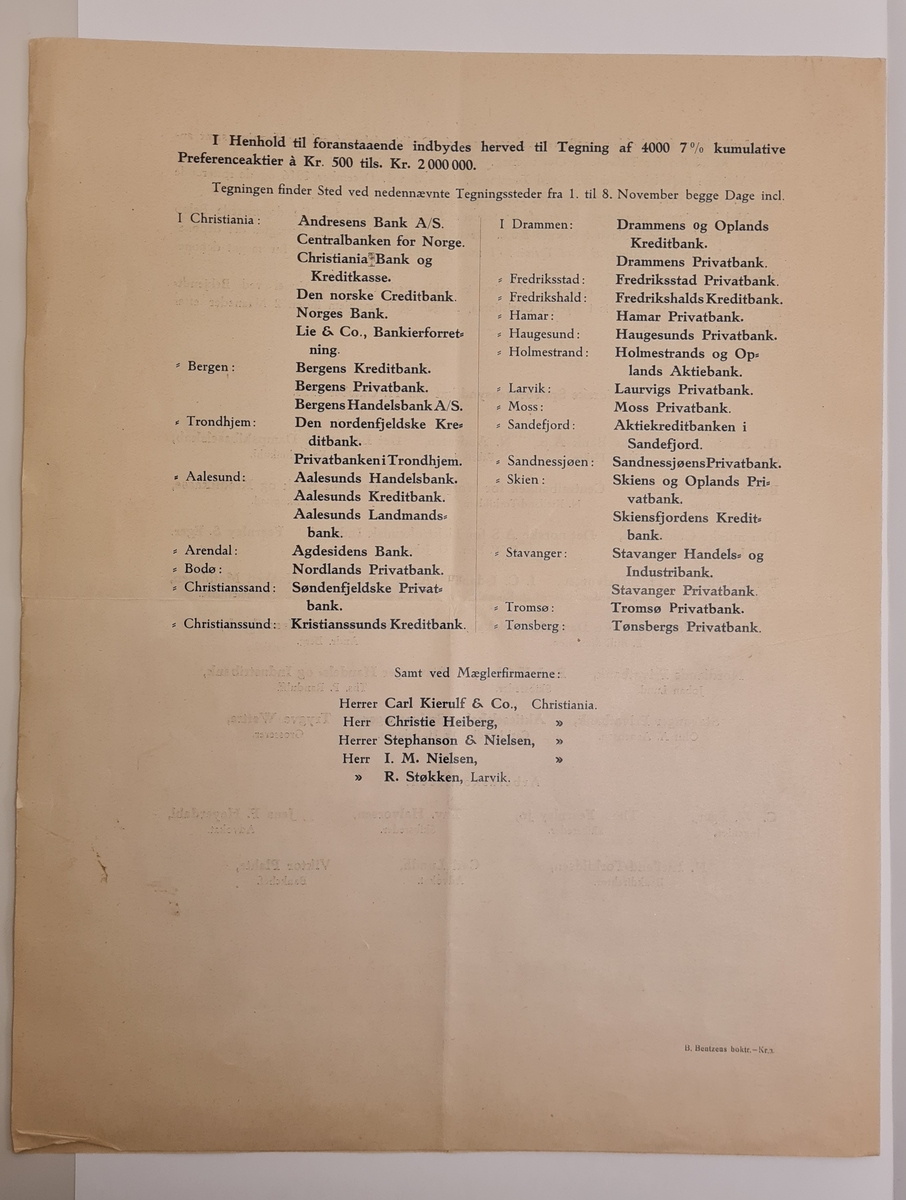 I Henhold til foranstaaende indbydes herved til Tegning af 4000 7 % kumulative
Preferenceaktier à Kr. 500 tils. Kr. 2 000 000.
Tegningen finder Sted ved nedennævnte Tegningssteder fra 1. til 8. November begge Dage incl.
I Christiania: Andresens Bank A/S.
Centralbanken for Norge.
Christiania Bank og
Kreditkasse.
Den norske Creditbank.
Norges Bank.
Lie & Co., Bankierforret⸗
ning.
⸗ Bergen: Bergens Kreditbank.
Bergens Privatbank.
Bergens Handelsbank A/S.
⸗ Trondhjem: Den nordenfjeldske Kre⸗
ditbank.
Privatbanken i Trondhjem.
⸗ Aalesund: Aalesunds Handelsbank.
Aalesunds Kreditbank.
Aalesunds Landmands⸗
bank.
⸗ Arendal: Agdesidens Bank.
⸗ Bodø: Nordlands Privatbank.
⸗ Christianssand: Søndenfjeldske Privat⸗
bank.
⸗ Christianssund: Kristianssunds Kreditbank.
I Drammen: Drammens og Oplands
Kreditbank.
Drammens Privatbank.
⸗ Fredriksstad: Fredriksstad Privatbank.
⸗ Fredrikshald: Fredrikshalds Kreditbank.
⸗ Hamar: Hamar Privatbank.
⸗ Haugesund: Haugesunds Privatbank.
⸗ Holmestrand: Holmestrands og Op⸗
lands Aktiebank.
⸗ Larvik: Laurvigs Privatbank.
⸗ Moss: Moss Privatbank.
⸗ Sandefjord: Aktiekreditbanken i
Sandefjord.
⸗ Sandnessjøen: Sandnessjøens Privatbank.
⸗ Skien: Skiens og Oplands Pri⸗
vatbank.
Skiensfjordens Kredit⸗
bank.
⸗ Stavanger: Stavanger Handels⸗ og
Industribank.
Stavanger Privatbank.
⸗ Tromsø: Tromsø Privatbank.
⸗ Tønsberg: Tønsbergs Privatbank.
Samt ved Mæglerfirmaerne:
Herrer Carl Kierulf & Co., Christiania.
Herr Christie Heiberg, »
Herrer Stephanson & Nielsen, »
Herr I. M. Nielsen, »
» R. Støkken, Larvik.
B. Bentzens boktr.–Kr.a.